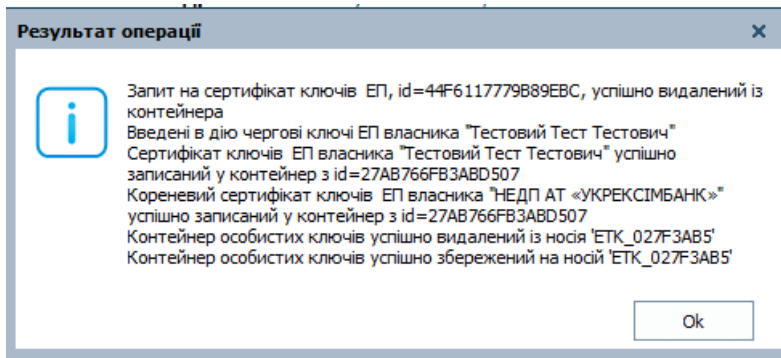 Результат операції
Запит на сертифікат ключів ЕП, id=44F6117779B89EBC, успішно видалений із
контейнера
Введені в дію чергові ключі ЕП власника "Тестовий Тест Тестович"
Сертифікат ключів ЕП власника "Тестовий Тест Тестович" успішно
записаний у контейнер з id=27AB766FB3ABD507
Кореневий сертифікат ключів ЕП власника "НЕДП АТ «УКРЕКСІМБАНК»"
успішно записаний у контейнер з id=27AB766FB3ABD507
Контейнер особистих ключів успішно видалений із носія 'ETK_027F3AB5'
Контейнер особистих ключів успішно збережений на носій 'ETK_027F3AB5'
Ok